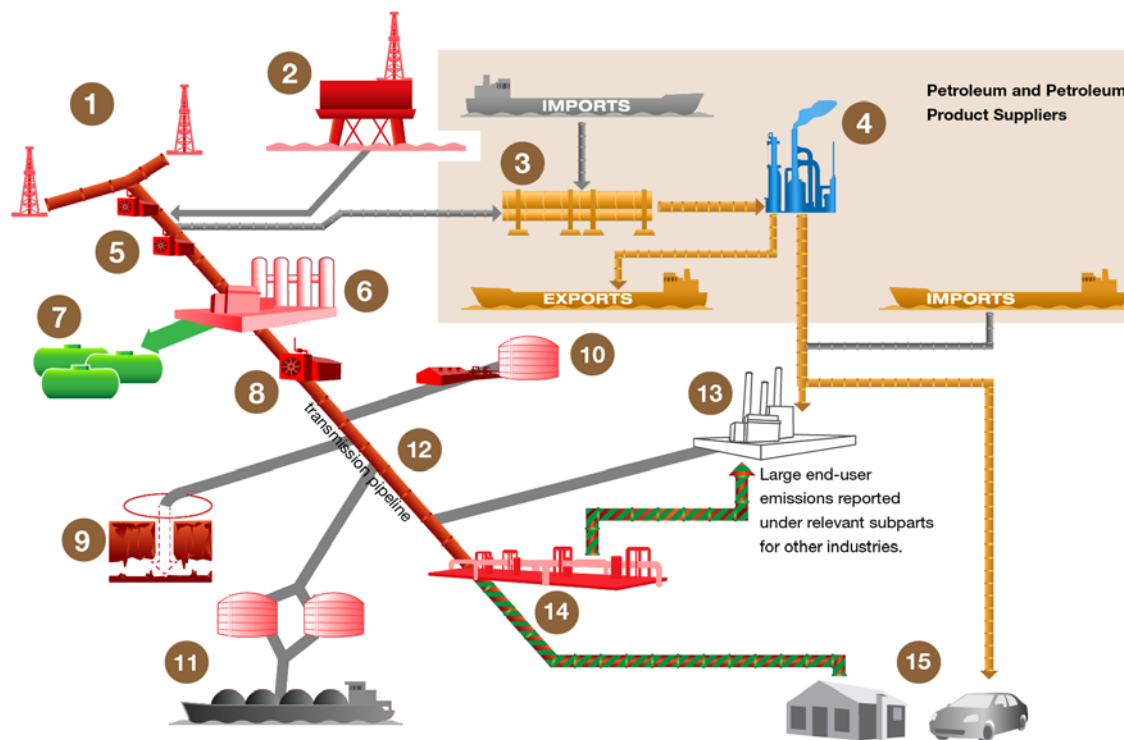 1
2
IMPORTS
Petroleum and Petroleum
Product Suppliers
3
4
5
6
EXPORTS
IMPORTS
7
8
10
13
transmission pipeline
12
Large end-user
emissions reported
under relevant subparts
for other industries.
9
14
11
15